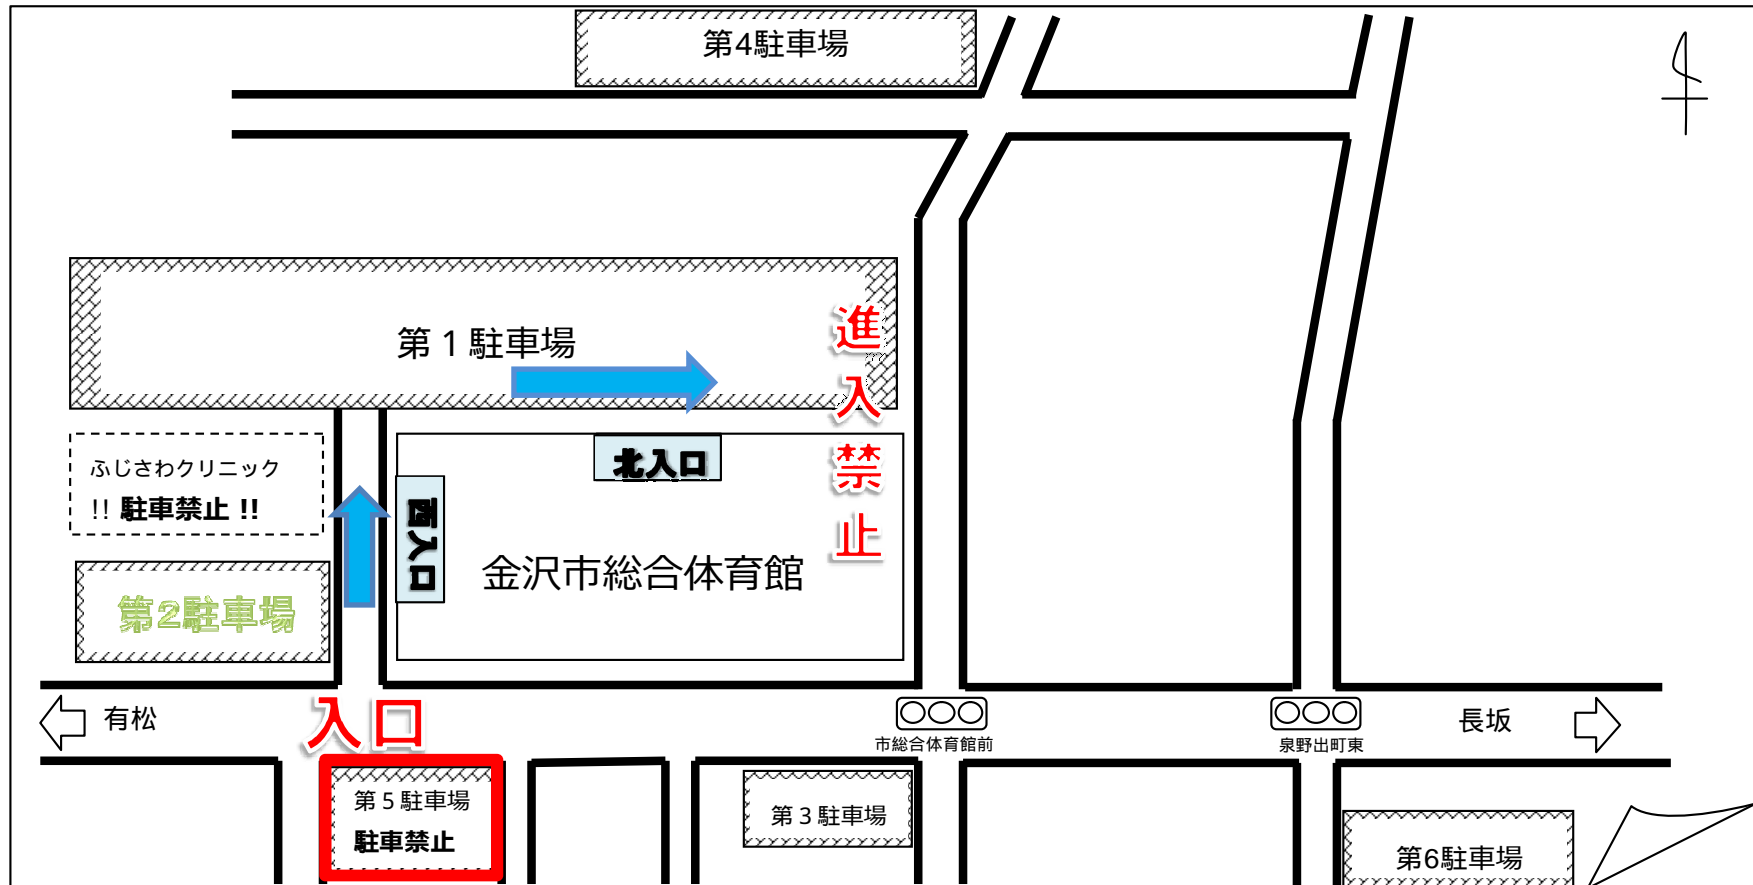 第4駐車場
第1駐車場
進入禁止
ふじさわクリニック
!! 駐車禁止 !!
北入口
西入口
金沢市総合体育館
第2駐車場
有松
入口
市総合体育館前
泉野出町東
長坂
第5駐車場
駐車禁止
第3駐車場
第6駐車場